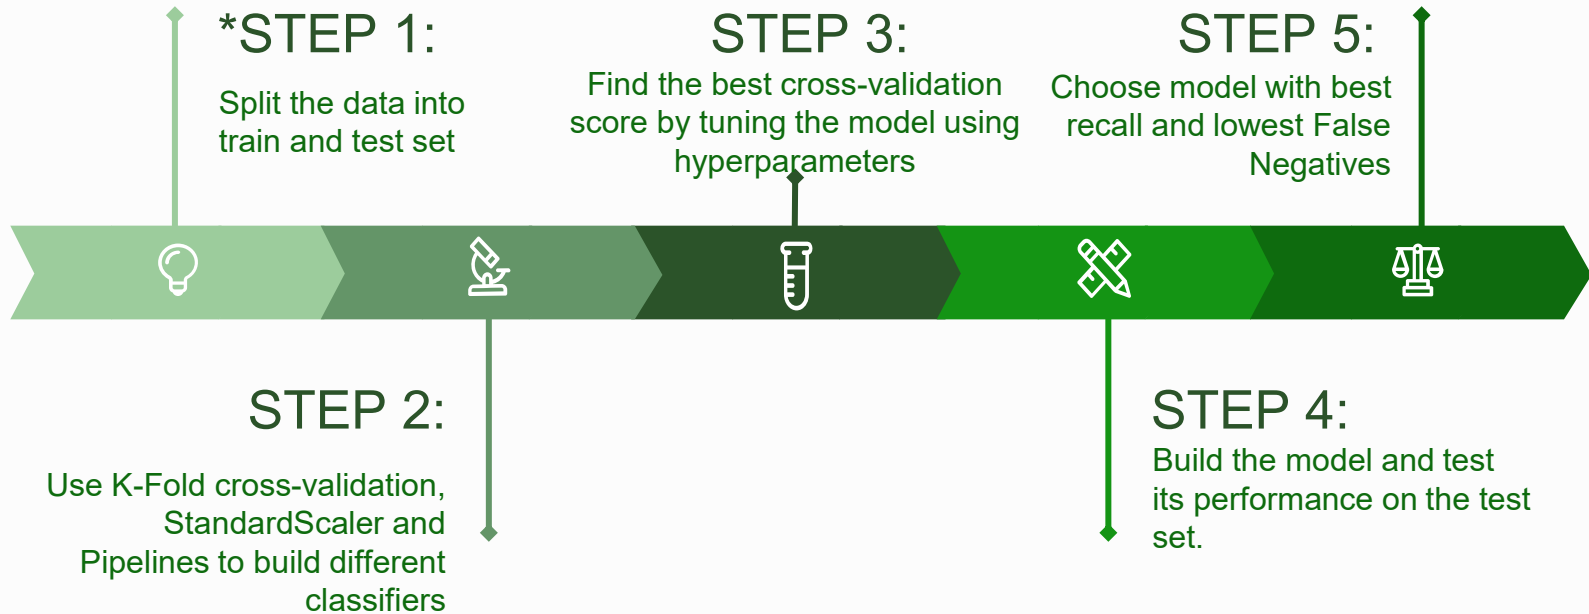 *STEP 1:
Split the data into
train and test set
STEP 2:
Use K-Fold cross-validation,
StandardScaler and
Pipelines to build different
classifiers
STEP 3:
Find the best cross-validation
score by tuning the model using
hyperparameters
STEP 4:
Build the model and test
its performance on the test
set.
STEP 5:
Choose model with best
recall and lowest False
Negatives